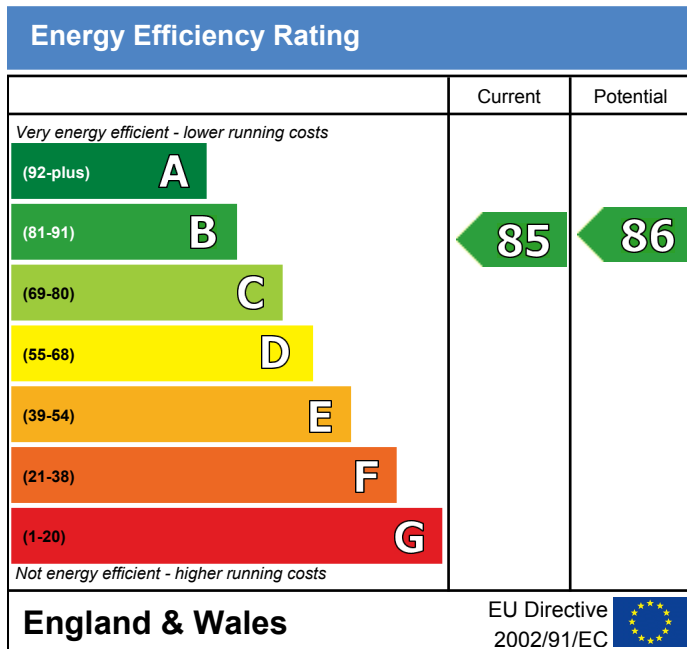 Energy Efficiency Rating
Current Potential
Very energy efficient - lower running costs
(92-plus) A
(81-91) B
85 86
(69-80) C
(55-68) D
(39-54) E
(21-38) F
(1-20) G
Not energy efficient - higher running costs
England & Wales
EU Directive
2002/91/EC